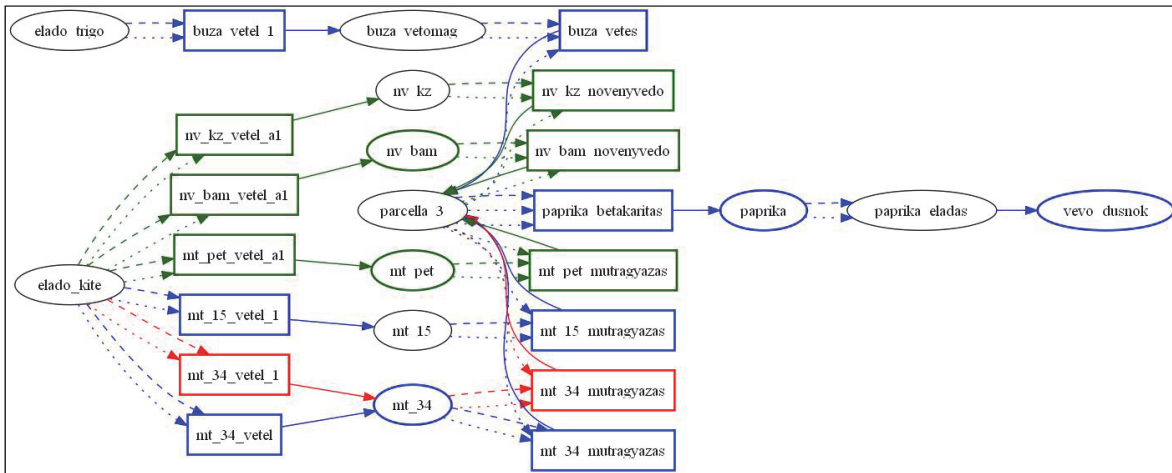 elado trigo
buza vetel 1
buza vetomag
buza vetes
nv kz
nv kz novenyvedo
nv_kz_vetel_a1
nv bam
nv bam novenyvedo
nv_bam_vetel_a1
parcella 3
paprika betakaritas
paprika
paprika eladas
vevo dusnok
mt_pet_vetel_a1
mt pet
mt pet mutragyazas
elado_kite
mt_15_vetel_1
mt 15
mt 15 mutragyazas
mt_34_vetel_1
mt_34
mt 34 mutragyazas
mt_34_vetel
mt 34 mutragyazas